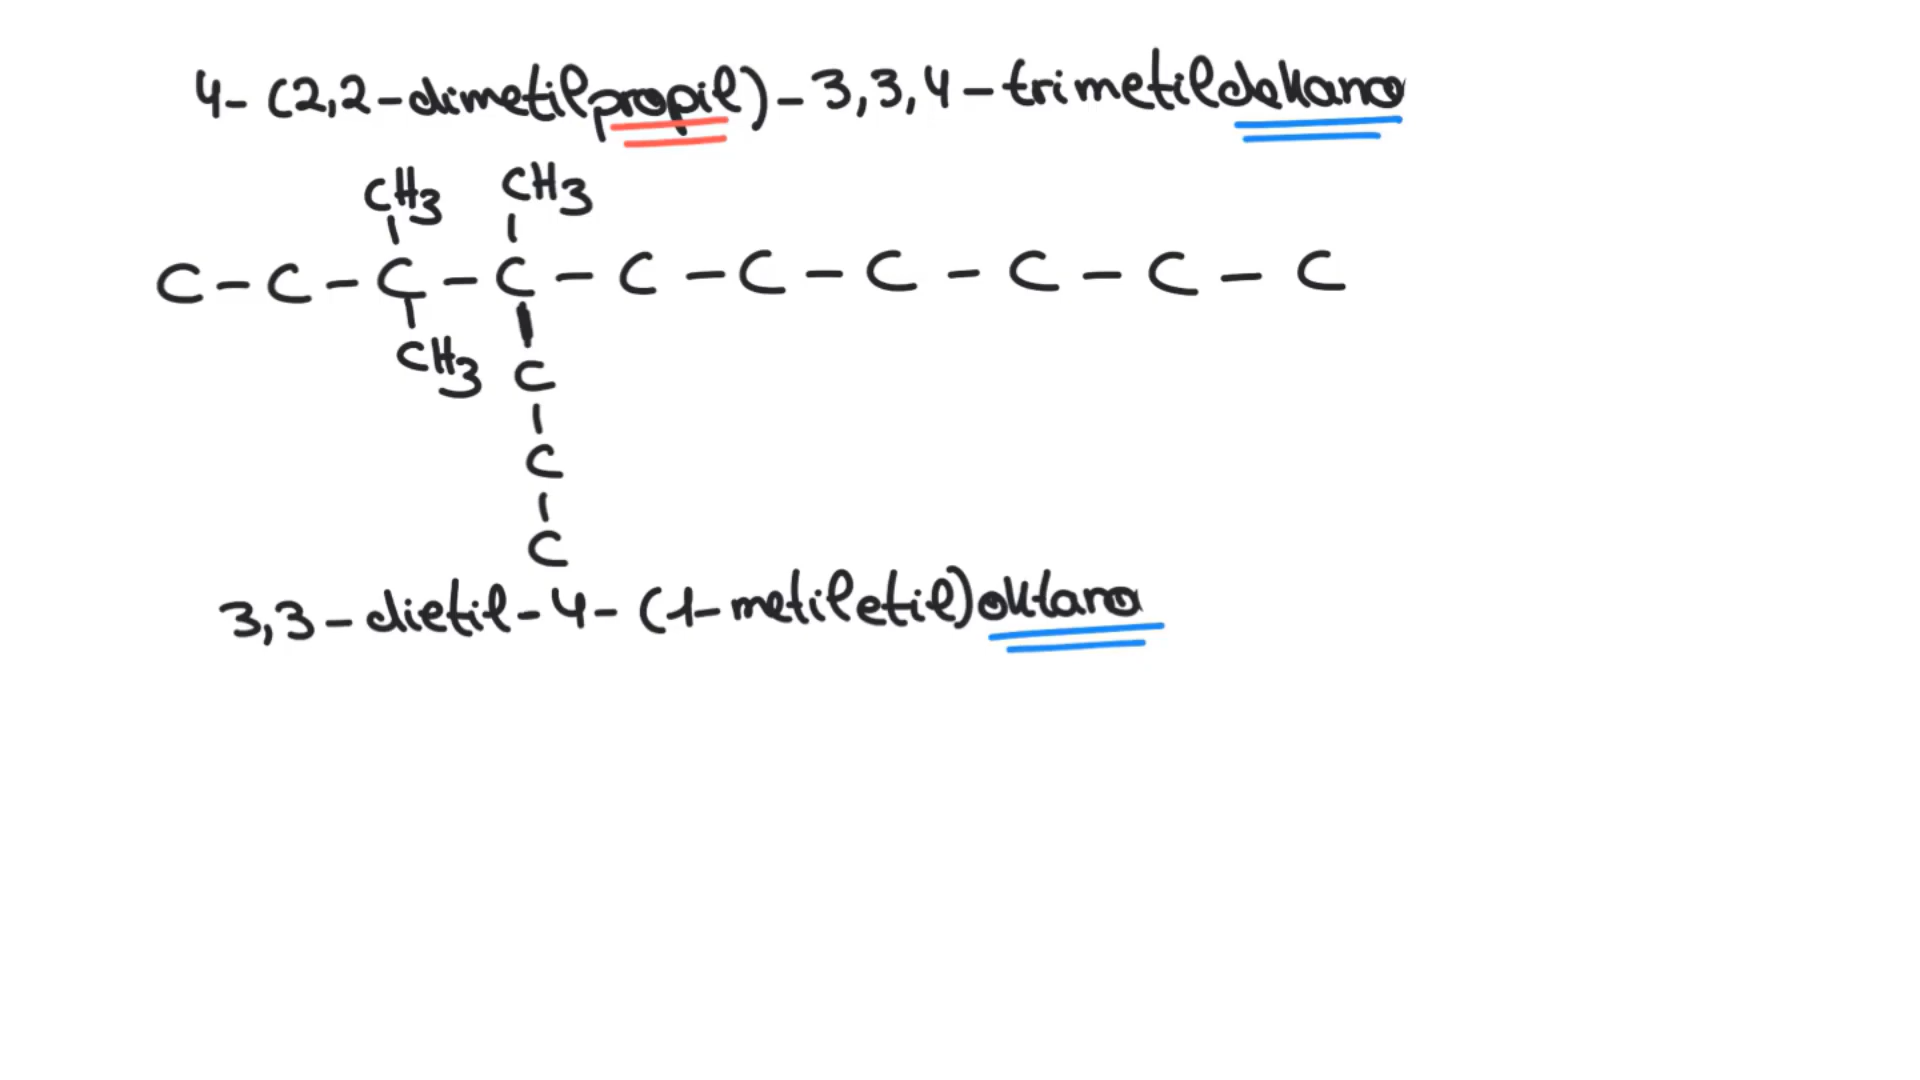 4-(2,2-dimetilpropil)-3,3,4-trimetildekano
CH3 CH3
C - C - C - C - C - C - C - C - C - C
CH3 C
C
C
3,3-dietil-4-(1-metiletil)oktano